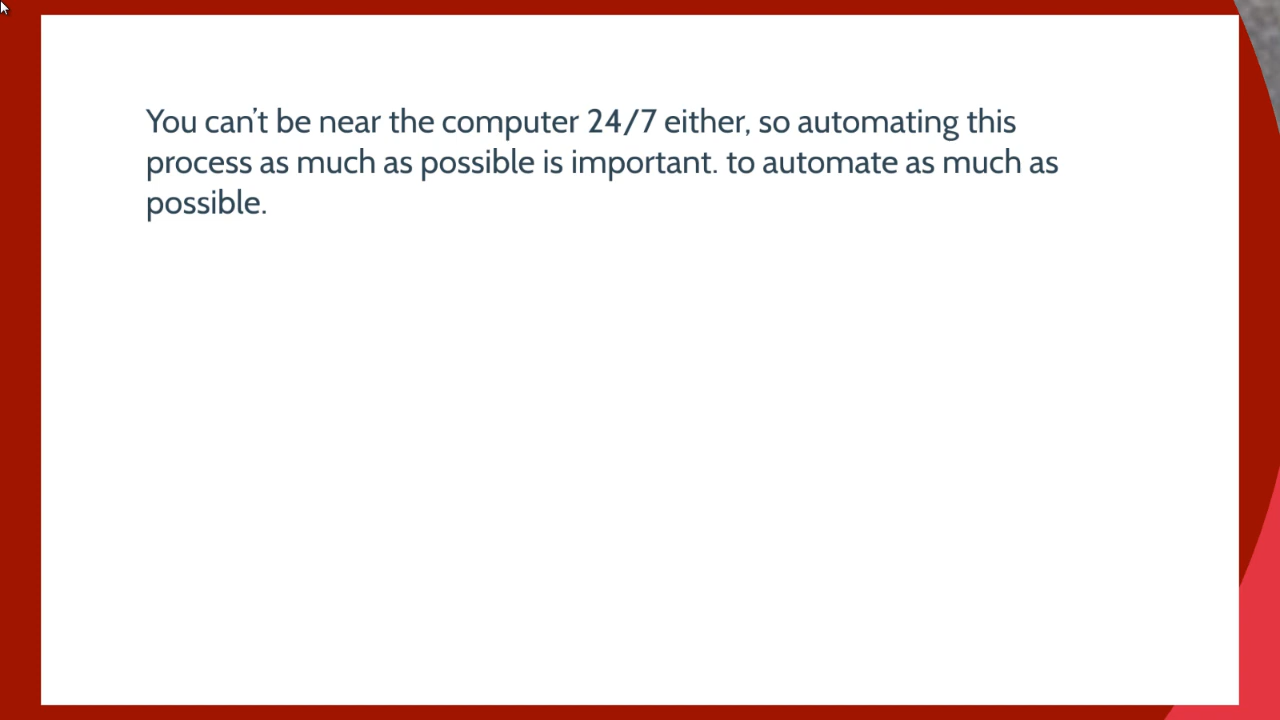 You can’t be near the computer 24/7 either, so automating this
process as much as possible is important. to automate as much as
possible.